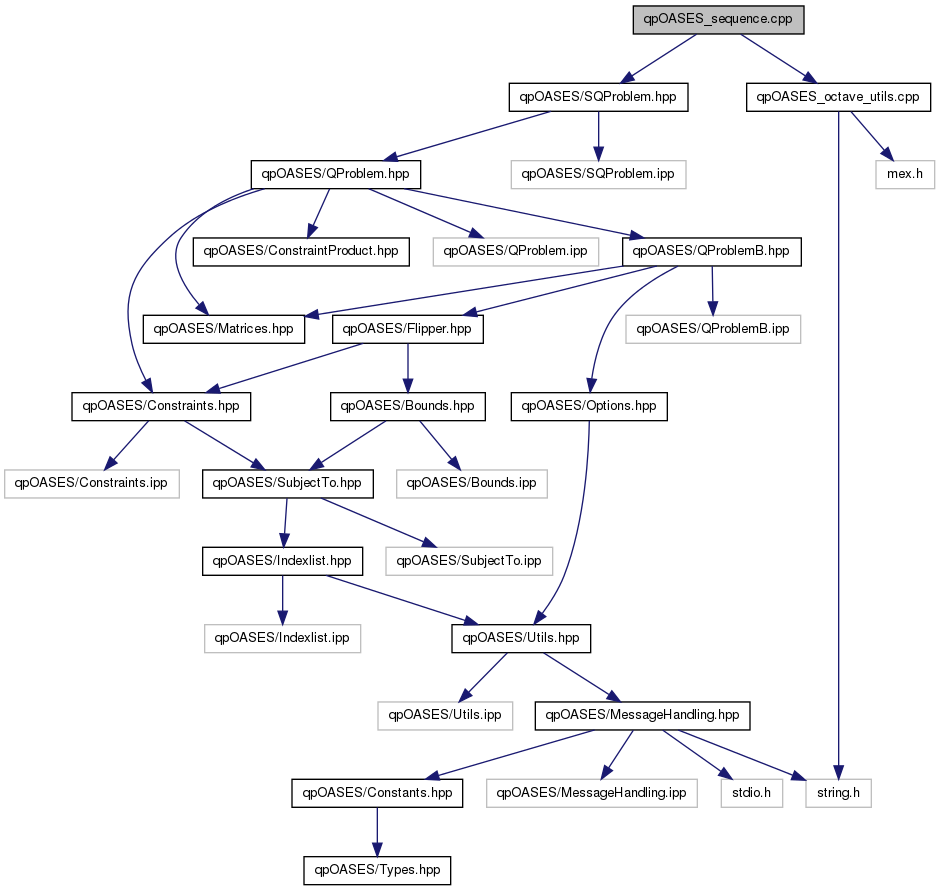 qpOASES_sequence.cpp
qpOASES/SQProblem.hpp
qpOASES_octave_utils.cpp
qpOASES/QProblem.hpp
qpOASES/SQProblem.ipp
mex.h
qpOASES/ConstraintProduct.hpp
qpOASES/QProblem.ipp
qpOASES/QProblemB.hpp
qpOASES/Matrices.hpp
qpOASES/Flipper.hpp
qpOASES/QProblemB.ipp
qpOASES/Constraints.hpp
qpOASES/Bounds.hpp
qpOASES/Options.hpp
qpOASES/Constraints.ipp
qpOASES/SubjectTo.hpp
qpOASES/Bounds.ipp
qpOASES/Indexlist.hpp
qpOASES/SubjectTo.ipp
qpOASES/Indexlist.ipp
qpOASES/Utils.hpp
qpOASES/Utils.ipp
qpOASES/MessageHandling.hpp
qpOASES/Constants.hpp
qpOASES/MessageHandling.ipp
stdio.h
string.h
qpOASES/Types.hpp